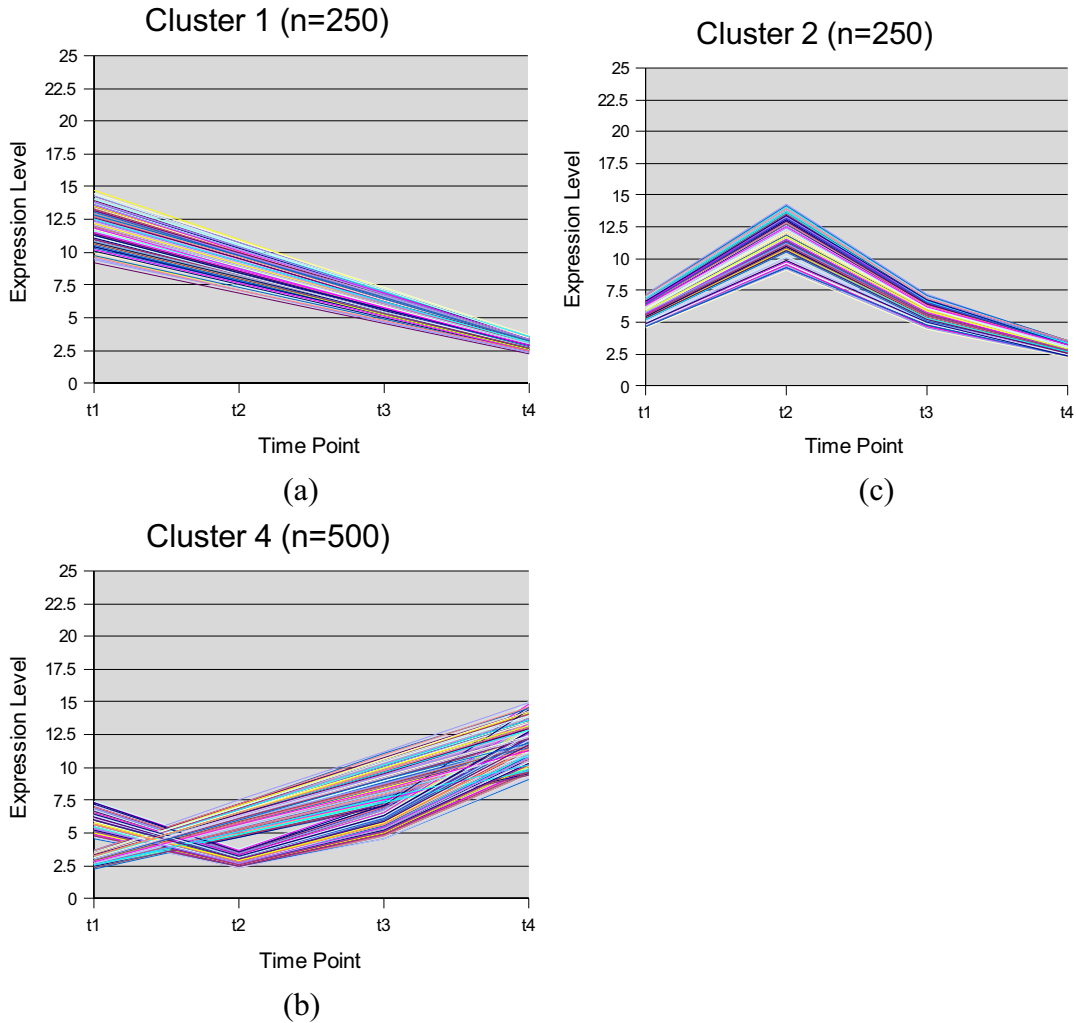 Cluster 1 (n=250)
25
22.5
20
17.5
15
12.5
10
7.5
5
2.5
0
Expression Level
t1 t2 t3 t4
Time Point
(a)
Cluster 2 (n=250)
25
22.5
20
17.5
15
12.5
10
7.5
5
2.5
0
Expression Level
t1 t2 t3 t4
Time Point
(c)
Cluster 4 (n=500)
25
22.5
20
17.5
15
12.5
10
7.5
5
2.5
0
Expression Level
t1 t2 t3 t4
Time Point
(b)